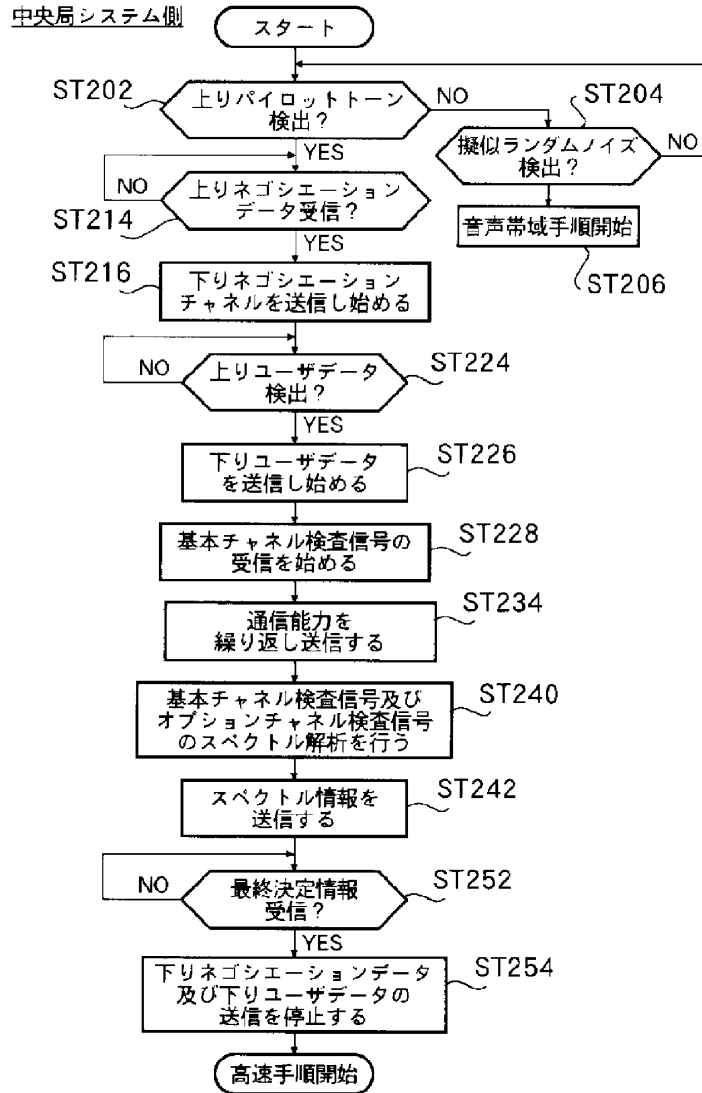 中央局システム側
スタート
ST202
上りパイロットトーン
検出?
NO
ST204
擬似ランダムノイズ
検出?
NO
YES
YES
音声帯域手順開始
ST206
NO
上りネゴシエーション
データ受信?
ST214
YES
ST216
下りネゴシエーション
チャネルを送信し始める
NO
上りユーザデータ
検出?
ST224
YES
下りユーザデータ
を送信し始める
ST226
基本チャネル検査信号の
受信を始める
ST228
通信能力を
繰り返し送信する
ST234
基本チャネル検査信号及び
オプションチャネル検査信号
のスペクトル解析を行う
ST240
スペクトル情報を
送信する
ST242
NO
最終決定情報
受信?
ST252
YES
下りネゴシエーションデータ
及び下りユーザデータの
送信を停止する
ST254
高速手順開始